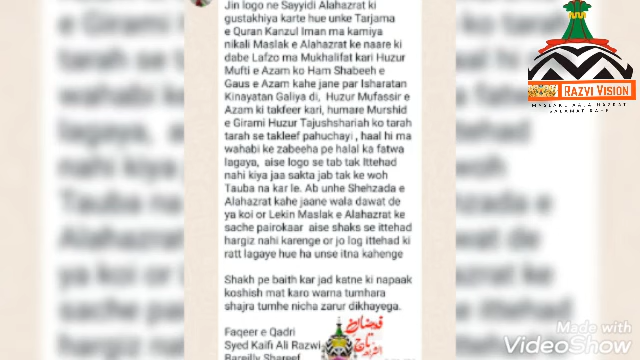 Jin logo ne Sayyidi Alahazrat ki
gustakhiya karte hue unke Tarjama
e Quran Kanzul Iman ma kamiya
nikali Maslak e Alahazrat ke naare ki
dabe Lafzo ma Mukhalifat kari Huzur
Mufti e Azam ko Ham Shabeeh e
Gaus e Azam kahe jane par Isharatan
Kinayatan Galiya di, Huzur Mufassir e
Azam ki takfeer kari, humare Murshid
e Girami Huzur Tajushshariah ko tarah
tarah se takleef pahuchayi , haal hi ma
wahabi ke zabeeha pe halal ka fatwa
lagaya, aise logo se tab tak Ittehad
nahi kiya jaa sakta jab tak ke woh
Tauba na kar le. Ab unhe Shehzada e
Alahazrat kahe jaane wala dawat de
ya koi or Lekin Maslak e Alahazrat ke
sache pairokaar aise shaks se ittehad
hargiz nahi karenge or jo log ittehad ki
ratt lagaye hue ha unse itna kahenge
Shakh pe baith kar jad katne ki napaak
koshish mat karo warna tumhara
shajra tumhe nicha zarur dikhayega.
Faqeer e Qadri
Syed Kaifi Ali Razwi
Bareilly Shareef
RAZVI VISION
MASLAKE AALA HAZRAT
SALAMAT RAHE
Made with
VideoShow